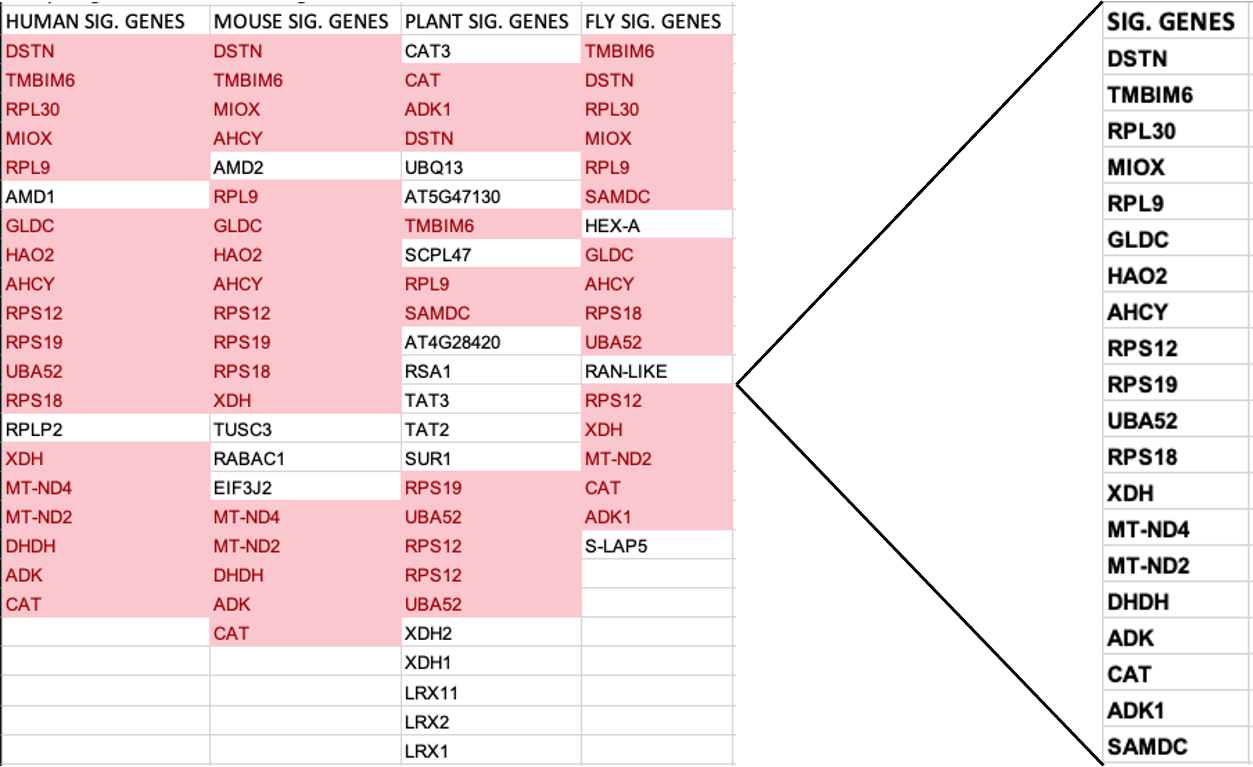 HUMAN SIG. GENES MOUSE SIG. GENES PLANT SIG. GENES FLY SIG. GENES
DSTN DSTN CAT3 TMBIM6
TMBIM6 TMBIM6 CAT DSTN
RPL30 MIOX ADK1 RPL30
MIOX AHCY DSTN MIOX
RPL9 AMD2 UBQ13 RPL9
AMD1 RPL9 AT5G47130 SAMDC
GLDC GLDC TMBIM6 HEX-A
HAO2 HAO2 SCPL47 GLDC
AHCY AHCY RPL9 AHCY
RPS12 RPS12 SAMDC RPS18
RPS19 RPS19 AT4G28420 UBA52
UBA52 RPS18 RSA1 RAN-LIKE
RPS18 XDH TAT3 RPS12
RPLP2 TUSC3 TAT2 XDH
XDH RABAC1 SUR1 MT-ND2
MT-ND4 EIF3J2 RPS19 CAT
MT-ND2 MT-ND4 UBA52 ADK1
DHDH MT-ND2 RPS12 S-LAP5
ADK DHDH RPS12
CAT ADK UBA52
CAT XDH2
XDH1
LRX11
LRX2
LRX1
SIG. GENES
DSTN
TMBIM6
RPL30
MIOX
RPL9
GLDC
HAO2
AHCY
RPS12
RPS19
UBA52
RPS18
XDH
MT-ND4
MT-ND2
DHDH
ADK
CAT
ADK1
SAMDC